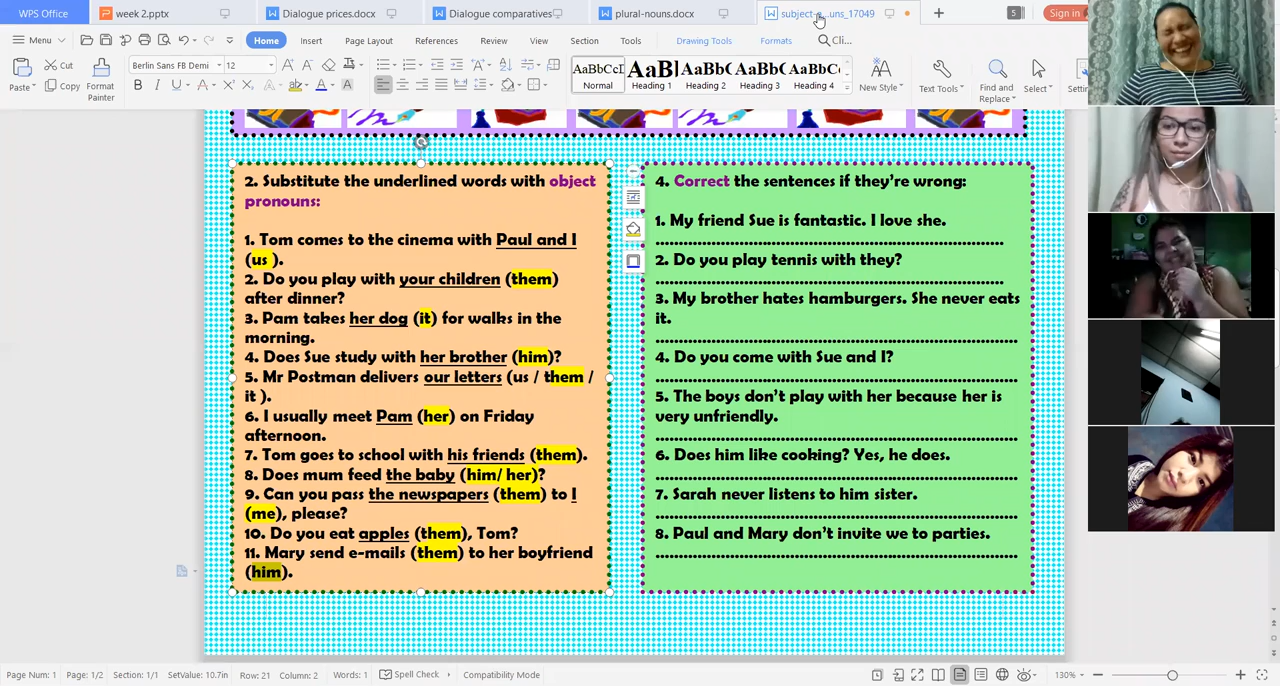 WPS Office
week 2.pptx
Dialogue prices.docx
Dialogue comparatives
plural-nouns.docx
subject-o...uns_17049
5
Sign in
Menu
Home
Insert
Page Layout
References
Review
View
Section
Tools
Drawing Tools
Formats
Clic...
Paste
Cut
Copy
Format
Painter
Berlin Sans FB Demi
12
AaBbCcD
Normal
AaBl
Heading 1
AaBb(
Heading 2
AaBb(
Heading 3
AaBbC
Heading 4
New Style
Text Tools
Find and
Replace
Select
2. Substitute the underlined words with object
pronouns:
1. Tom comes to the cinema with Paul and I
(us ).
2. Do you play with your children (them)
after dinner?
3. Pam takes her dog (it) for walks in the
morning.
4. Does Sue study with her brother (him)?
5. Mr Postman delivers our letters (us / them /
it ).
6. I usually meet Pam (her) on Friday
afternoon.
7. Tom goes to school with his friends (them).
8. Does mum feed the baby (him/ her)?
9. Can you pass the newspapers (them) to I
(me), please?
10. Do you eat apples (them), Tom?
11. Mary send e-mails (them) to her boyfriend
(him).
4. Correct the sentences if they're wrong:
1. My friend Sue is fantastic. I love she.
2. Do you play tennis with they?
3. My brother hates hamburgers. She never eats
it.
4. Do you come with Sue and I?
5. The boys don't play with her because her is
very unfriendly.
6. Does him like cooking? Yes, he does.
7. Sarah never listens to him sister.
8. Paul and Mary don't invite we to parties.
Page Num: 1
Page: 1/2
Section: 1/1
SetValue: 10.7in
Row: 21
Column: 2
Words: 1
Spell Check
Compatibility Mode
130%